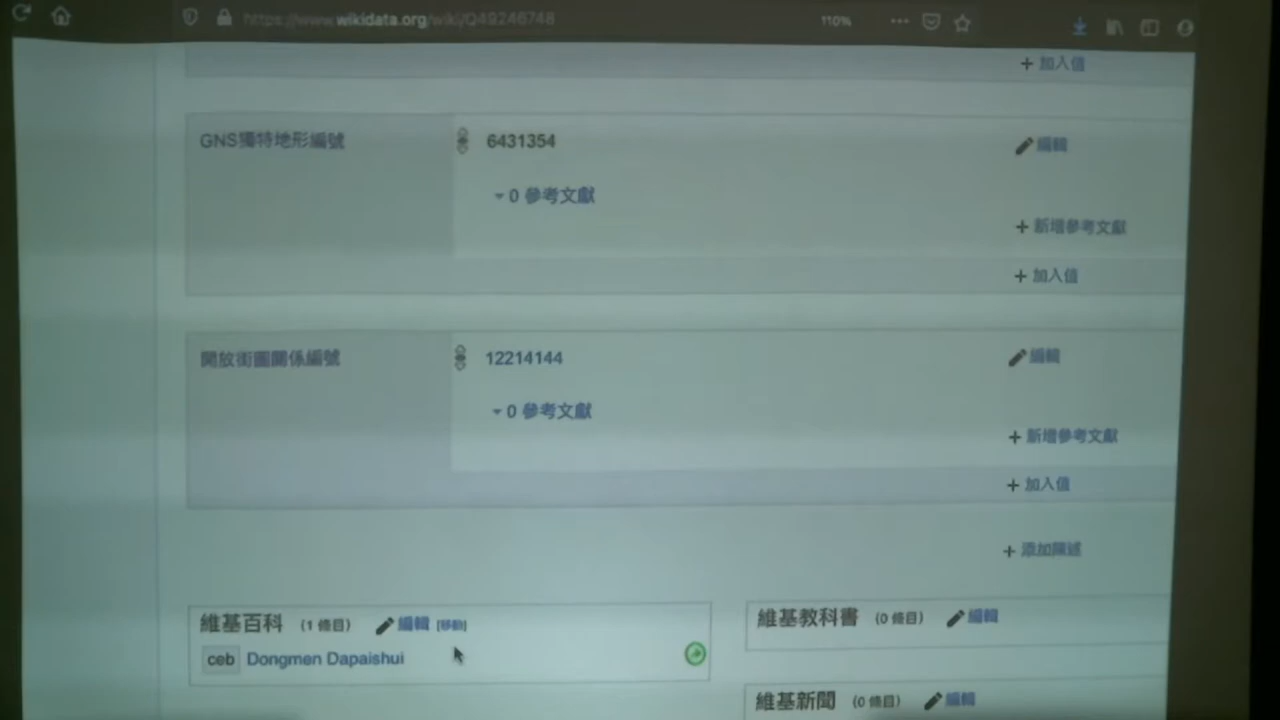 https://www.wikidata.org/wiki/Q49246748 110%
+ 加入值
GNS獨特地形編號 6431354 編輯
0 參考文獻
+ 新增參考文獻
+ 加入值
開放街圖關係編號 12214144 編輯
0 參考文獻
+ 新增參考文獻
+ 加入值
+ 添加陳述
維基百科 (1 條目) 編輯 [移動]
ceb Dongmen Dapaishui
維基教科書 (0 條目) 編輯
維基新聞 (0 條目) 編輯